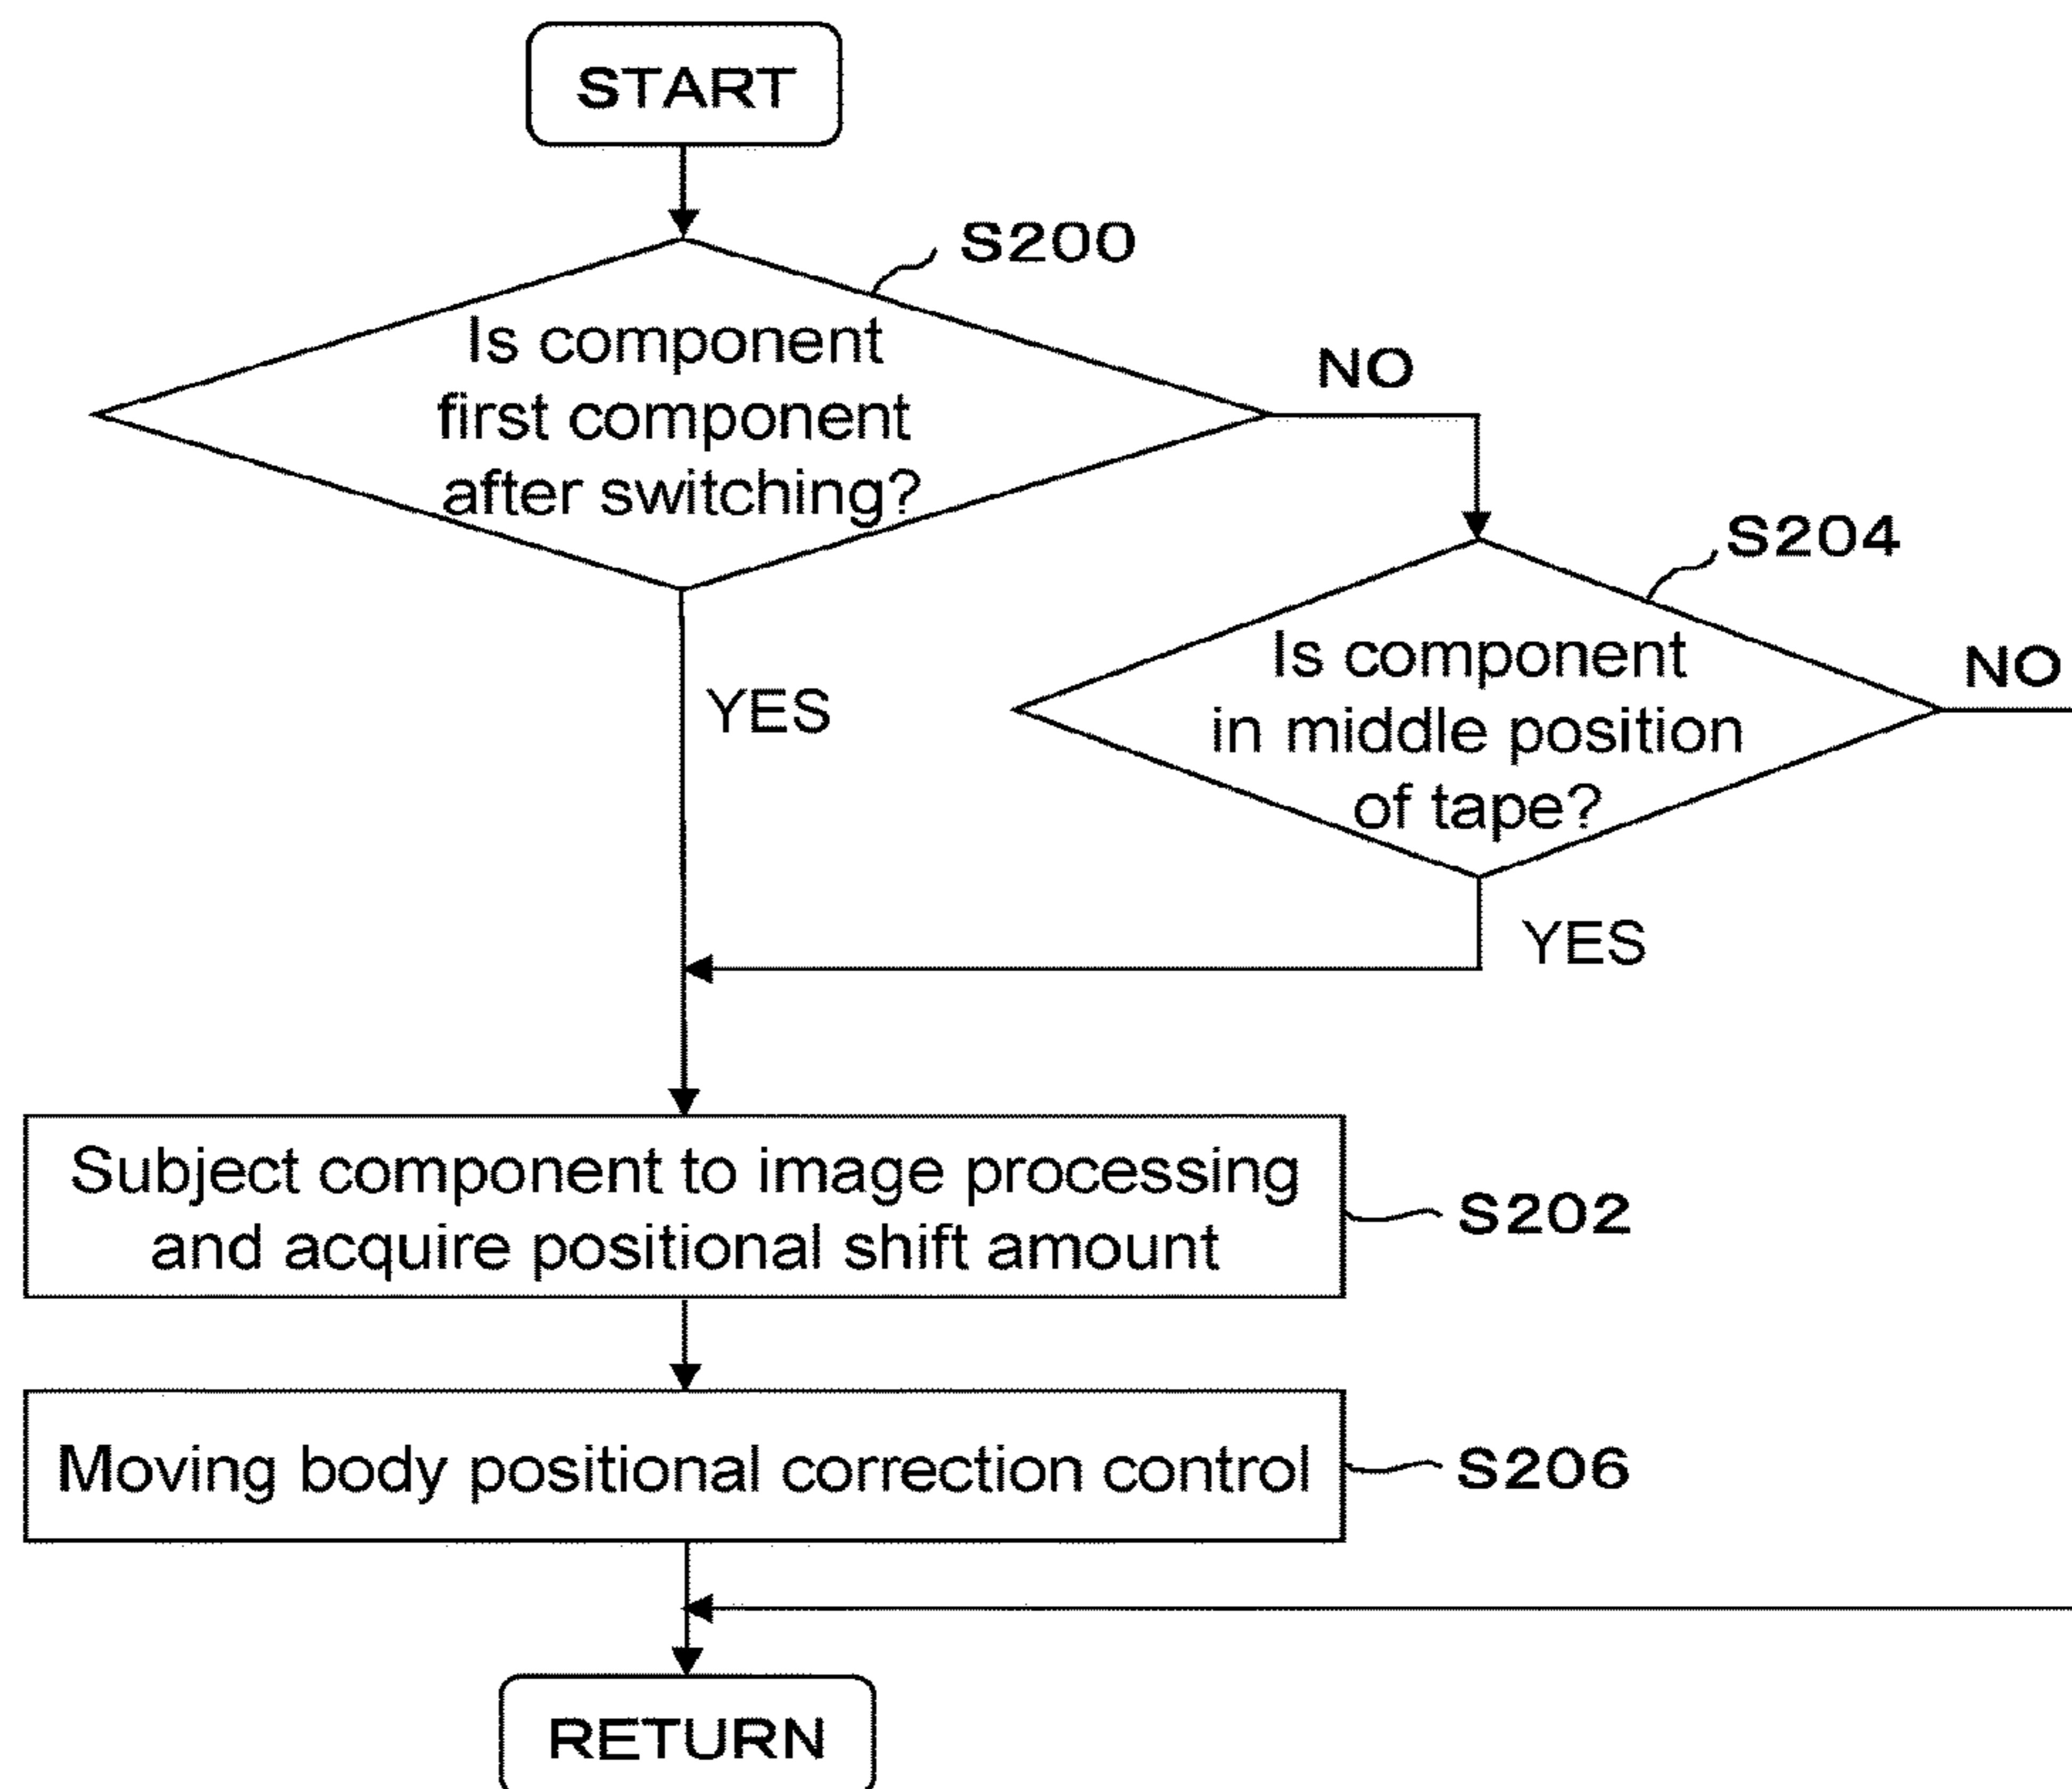 START
S200
Is component
first component
after switching?
NO
S204
Is component
in middle position
of tape?
NO
YES
YES
Subject component to image processing
and acquire positional shift amount
S202
Moving body positional correction control
S206
RETURN